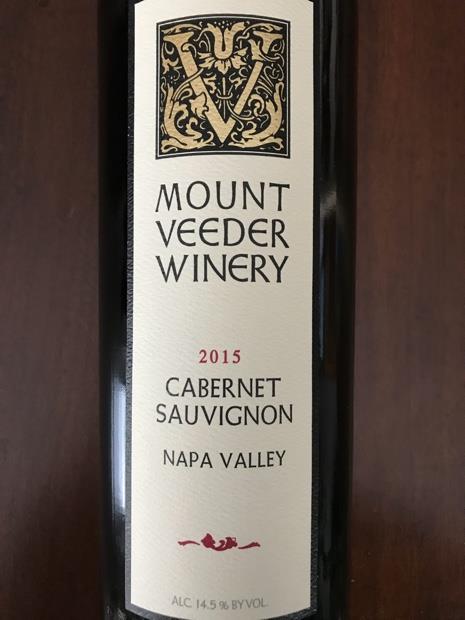 V
MOUNT
VEEDER
WINERY
2015
CABERNET
SAUVIGNON
NAPA VALLEY
ALC. 14.5% BY VOL.